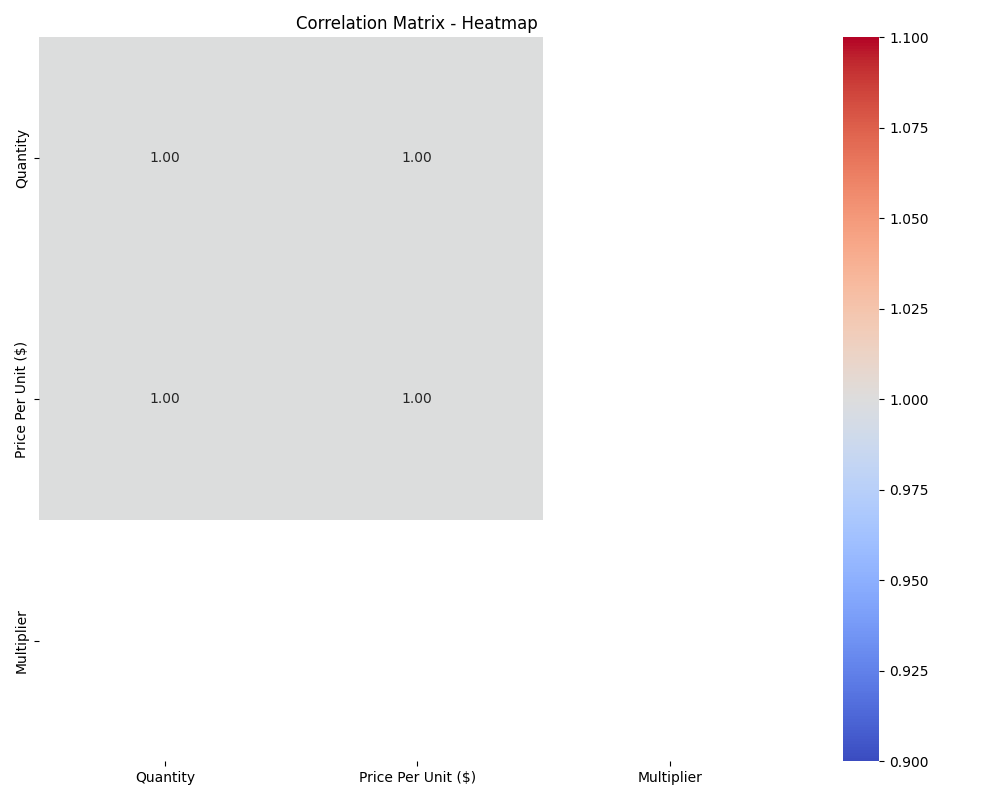 Correlation Matrix - Heatmap
Quantity
1.00 1.00
Price Per Unit ($)
1.00 1.00
Multiplier
Quantity Price Per Unit ($) Multiplier
1.100
1.075
1.050
1.025
1.000
0.975
0.950
0.925
0.900